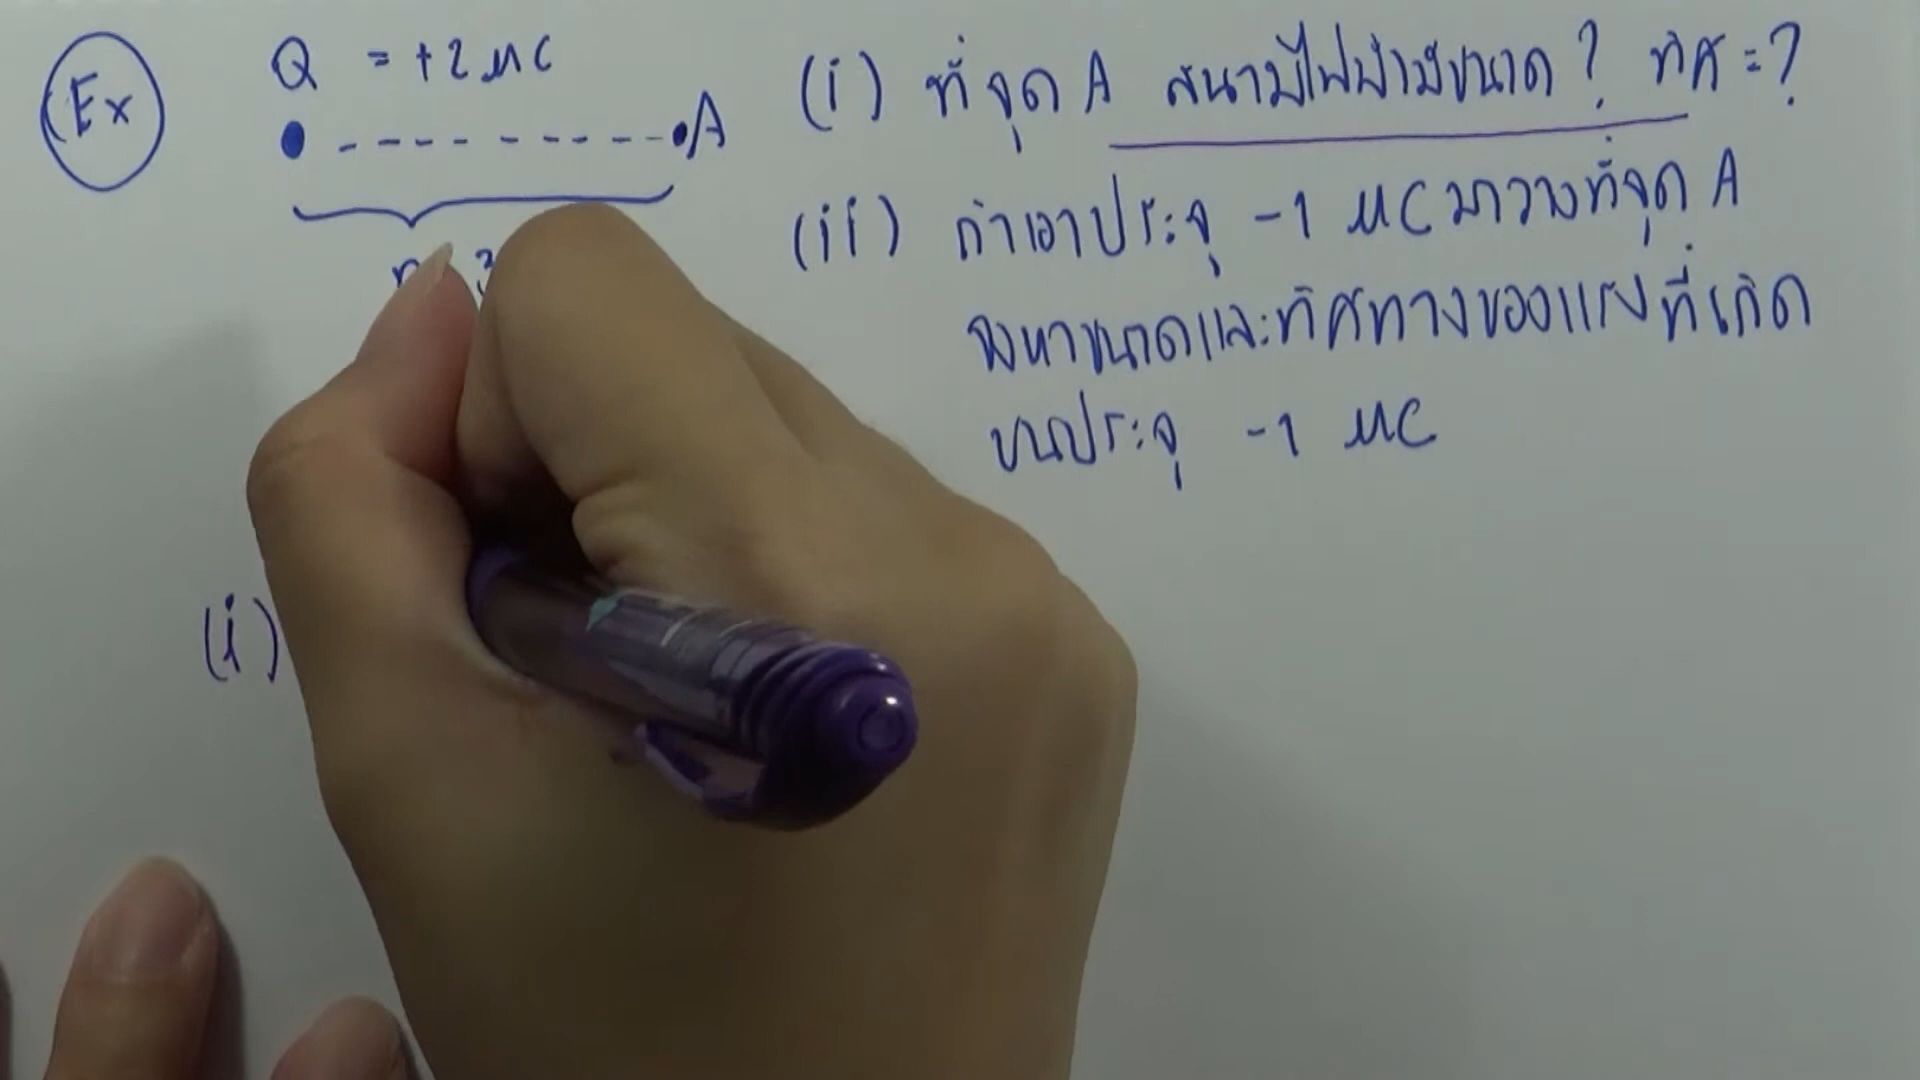 Ex
Q = +2 μC
A
r 3
(i) ที่จุด A สนามไฟฟ้ามีขนาด? ทิศ = ?
(ii) ถ้าเอาประจุ -1 μC มาวางที่จุด A
จงหาขนาดและทิศทางของแรงที่เกิด
บนประจุ -1 μC
(i)